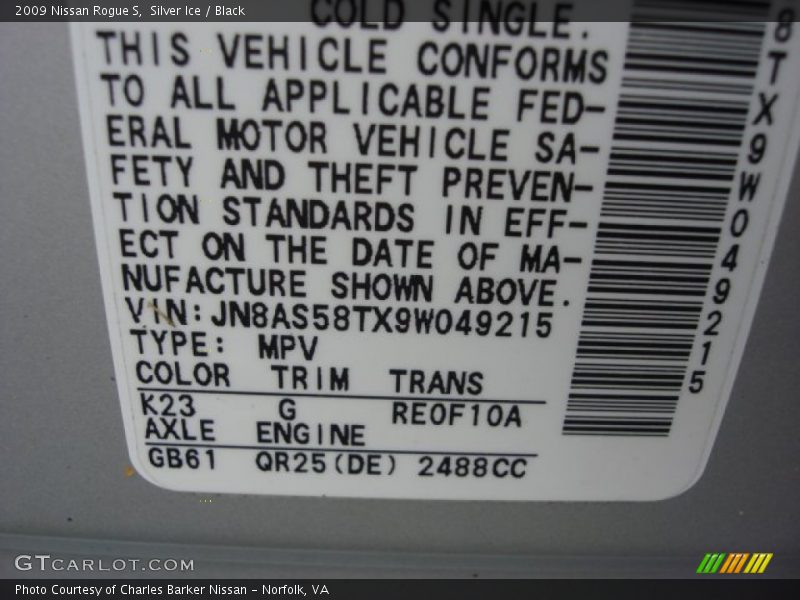 2009 Nissan Rogue S, Silver Ice / Black
COLD SINGLE.
THIS VEHICLE CONFORMS
TO ALL APPLICABLE FED-
ERAL MOTOR VEHICLE SA-
FETY AND THEFT PREVEN-
TION STANDARDS IN EFF-
ECT ON THE DATE OF MA-
NUFACTURE SHOWN ABOVE.
VIN:JN8AS58TX9W049215
TYPE: MPV
COLOR TRIM TRANS
K23 G RE0F10A
AXLE ENGINE
GB61 QR25(DE) 2488CC
8TX9W049215
GTCARLOT.COM
Photo Courtesy of Charles Barker Nissan – Norfolk, VA